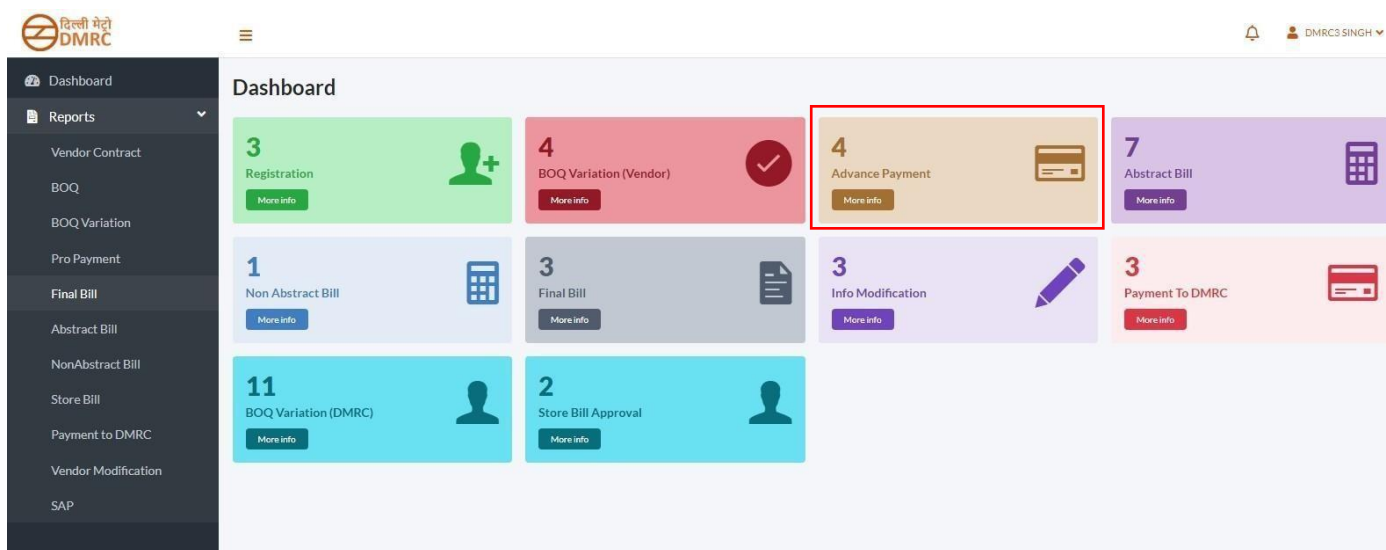 दिल्ली मेट्रो
DMRC
DMRC3 SINGH
Dashboard
Reports
Vendor Contract
BOQ
BOQ Variation
Pro Payment
Final Bill
Abstract Bill
NonAbstract Bill
Store Bill
Payment to DMRC
Vendor Modification
SAP
Dashboard
3
Registration
More info
4
BOQ Variation (Vendor)
More info
4
Advance Payment
More info
7
Abstract Bill
More info
1
Non Abstract Bill
More info
3
Final Bill
More info
3
Info Modification
More info
3
Payment To DMRC
More info
11
BOQ Variation (DMRC)
More info
2
Store Bill Approval
More info